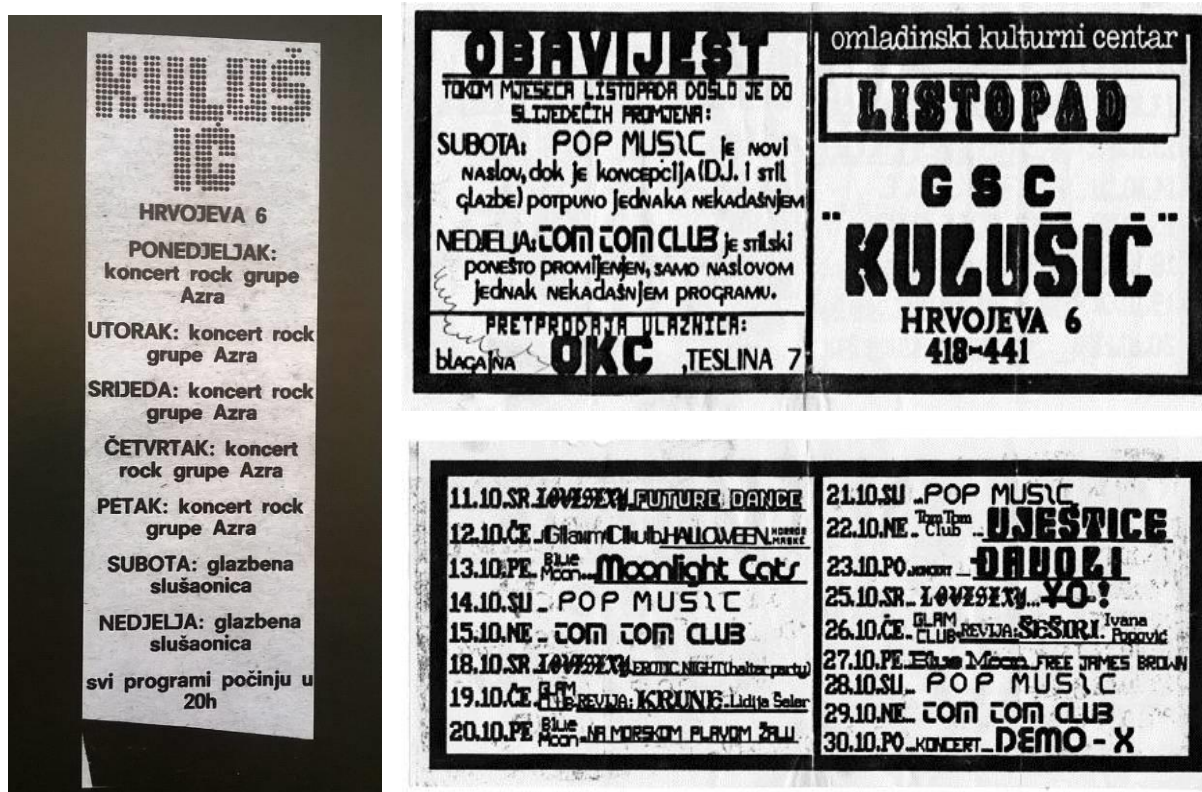 KULUŠ
IĆ
HRVOJEVA 6
PONEDJELJAK:
koncert rock grupe
Azra
UTORAK: koncert rock
grupe Azra
SRIJEDA: koncert rock
grupe Azra
ČETVRTAK: koncert
rock grupe Azra
PETAK: koncert rock
grupe Azra
SUBOTA: glazbena
slušaonica
NEDJELJA: glazbena
slušaonica
svi programi počinju u
20h
OBAVIJEST
TOKOM MJESECA LISTOPADA DOŠLO JE DO
SLIJEDEĆIH PROMJENA:
SUBOTA: POP MUSIC je NOVI
NASLOV, dok je koncepcija (D.J. i stil
glazbe) potpuno jednaka nekadašnjem
NEDJELJA: TOM TOM CLUB je stilski
ponešto promijenjen, samo naslovom
jednak nekadašnjem programu.
PRETPRODAJA ULAZNICA:
blagajna OKC ,TESLINA 7
omladinski kulturni centar
LISTOPAD
GSC
"KULUŠIĆ"
HRVOJEVA 6
418-441
11.10.SR LOVESEXY FUTURE DANCE
12.10.ČE Glam Club HALLOWEEN HORROR MASKE
13.10.PE Blue Moon... Moonlight Cats
14.10.SU POP MUSIC
15.10.NE TOM TOM CLUB
18.10.SR LOVESEXY EROTIC NIGHT (halter party)
19.10.ČE GLAM CLUB REVIJA: KRUNE Lidija Šeler
20.10.PE Blue Moon NA MORSKOM PLAVOM ŽALU
21.10.SU POP MUSIC
22.10.NE Tom Tom Club ... VJEŠTICE
23.10.PO KONCERT ĐAVOLI
25.10.SR LOVESEXY... YO!
26.10.ČE GLAM CLUB REVIJA: ŠEŠIRI Ivana Popović
27.10.PE Blue Moon FREE JAMES BROWN
28.10.SU POP MUSIC
29.10.NE TOM TOM CLUB
30.10.PO KONCERT DEMO-X